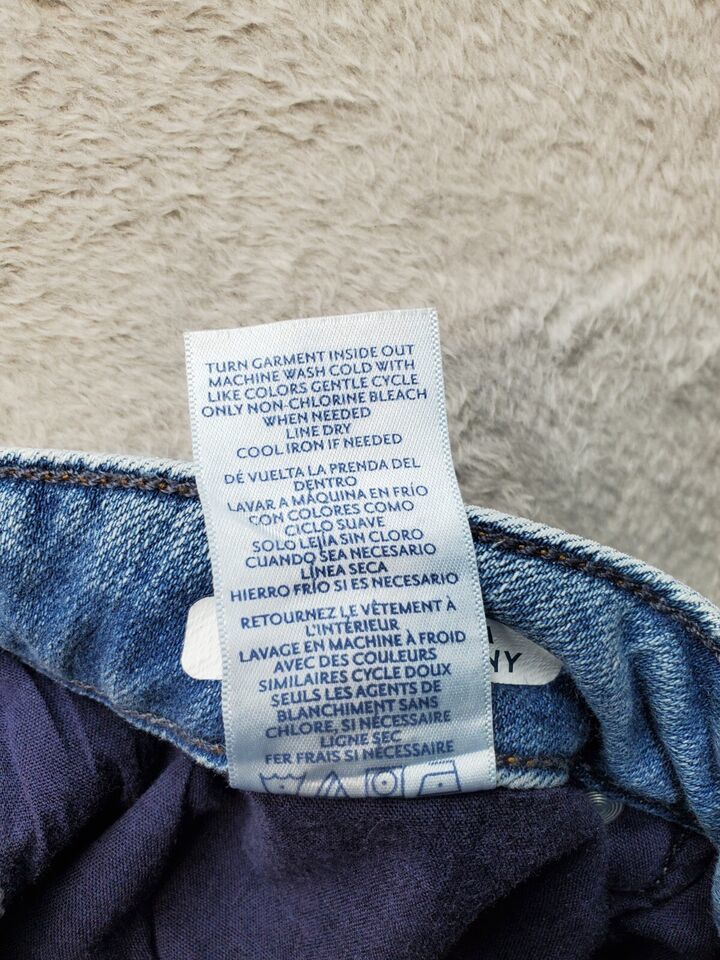 TURN GARMENT INSIDE OUT
MACHINE WASH COLD WITH
LIKE COLORS GENTLE CYCLE
ONLY NON-CHLORINE BLEACH
WHEN NEEDED
LINE DRY
COOL IRON IF NEEDED
DÉ VUELTA LA PRENDA DEL
DENTRO
LAVAR A MÁQUINA EN FRÍO
CON COLORES COMO
CICLO SUAVE
SOLO LEJÍA SIN CLORO
CUANDO SEA NECESARIO
LÍNEA SECA
HIERRO FRÍO SI ES NECESARIO
RETOURNEZ LE VÊTEMENT À
L'INTÉRIEUR
LAVAGE EN MACHINE À FROID
AVEC DES COULEURS
SIMILAIRES CYCLE DOUX
SEULS LES AGENTS DE
BLANCHIMENT SANS
CHLORE, SI NÉCESSAIRE
LIGNE SEC
FER FRAIS SI NÉCESSAIRE
NY